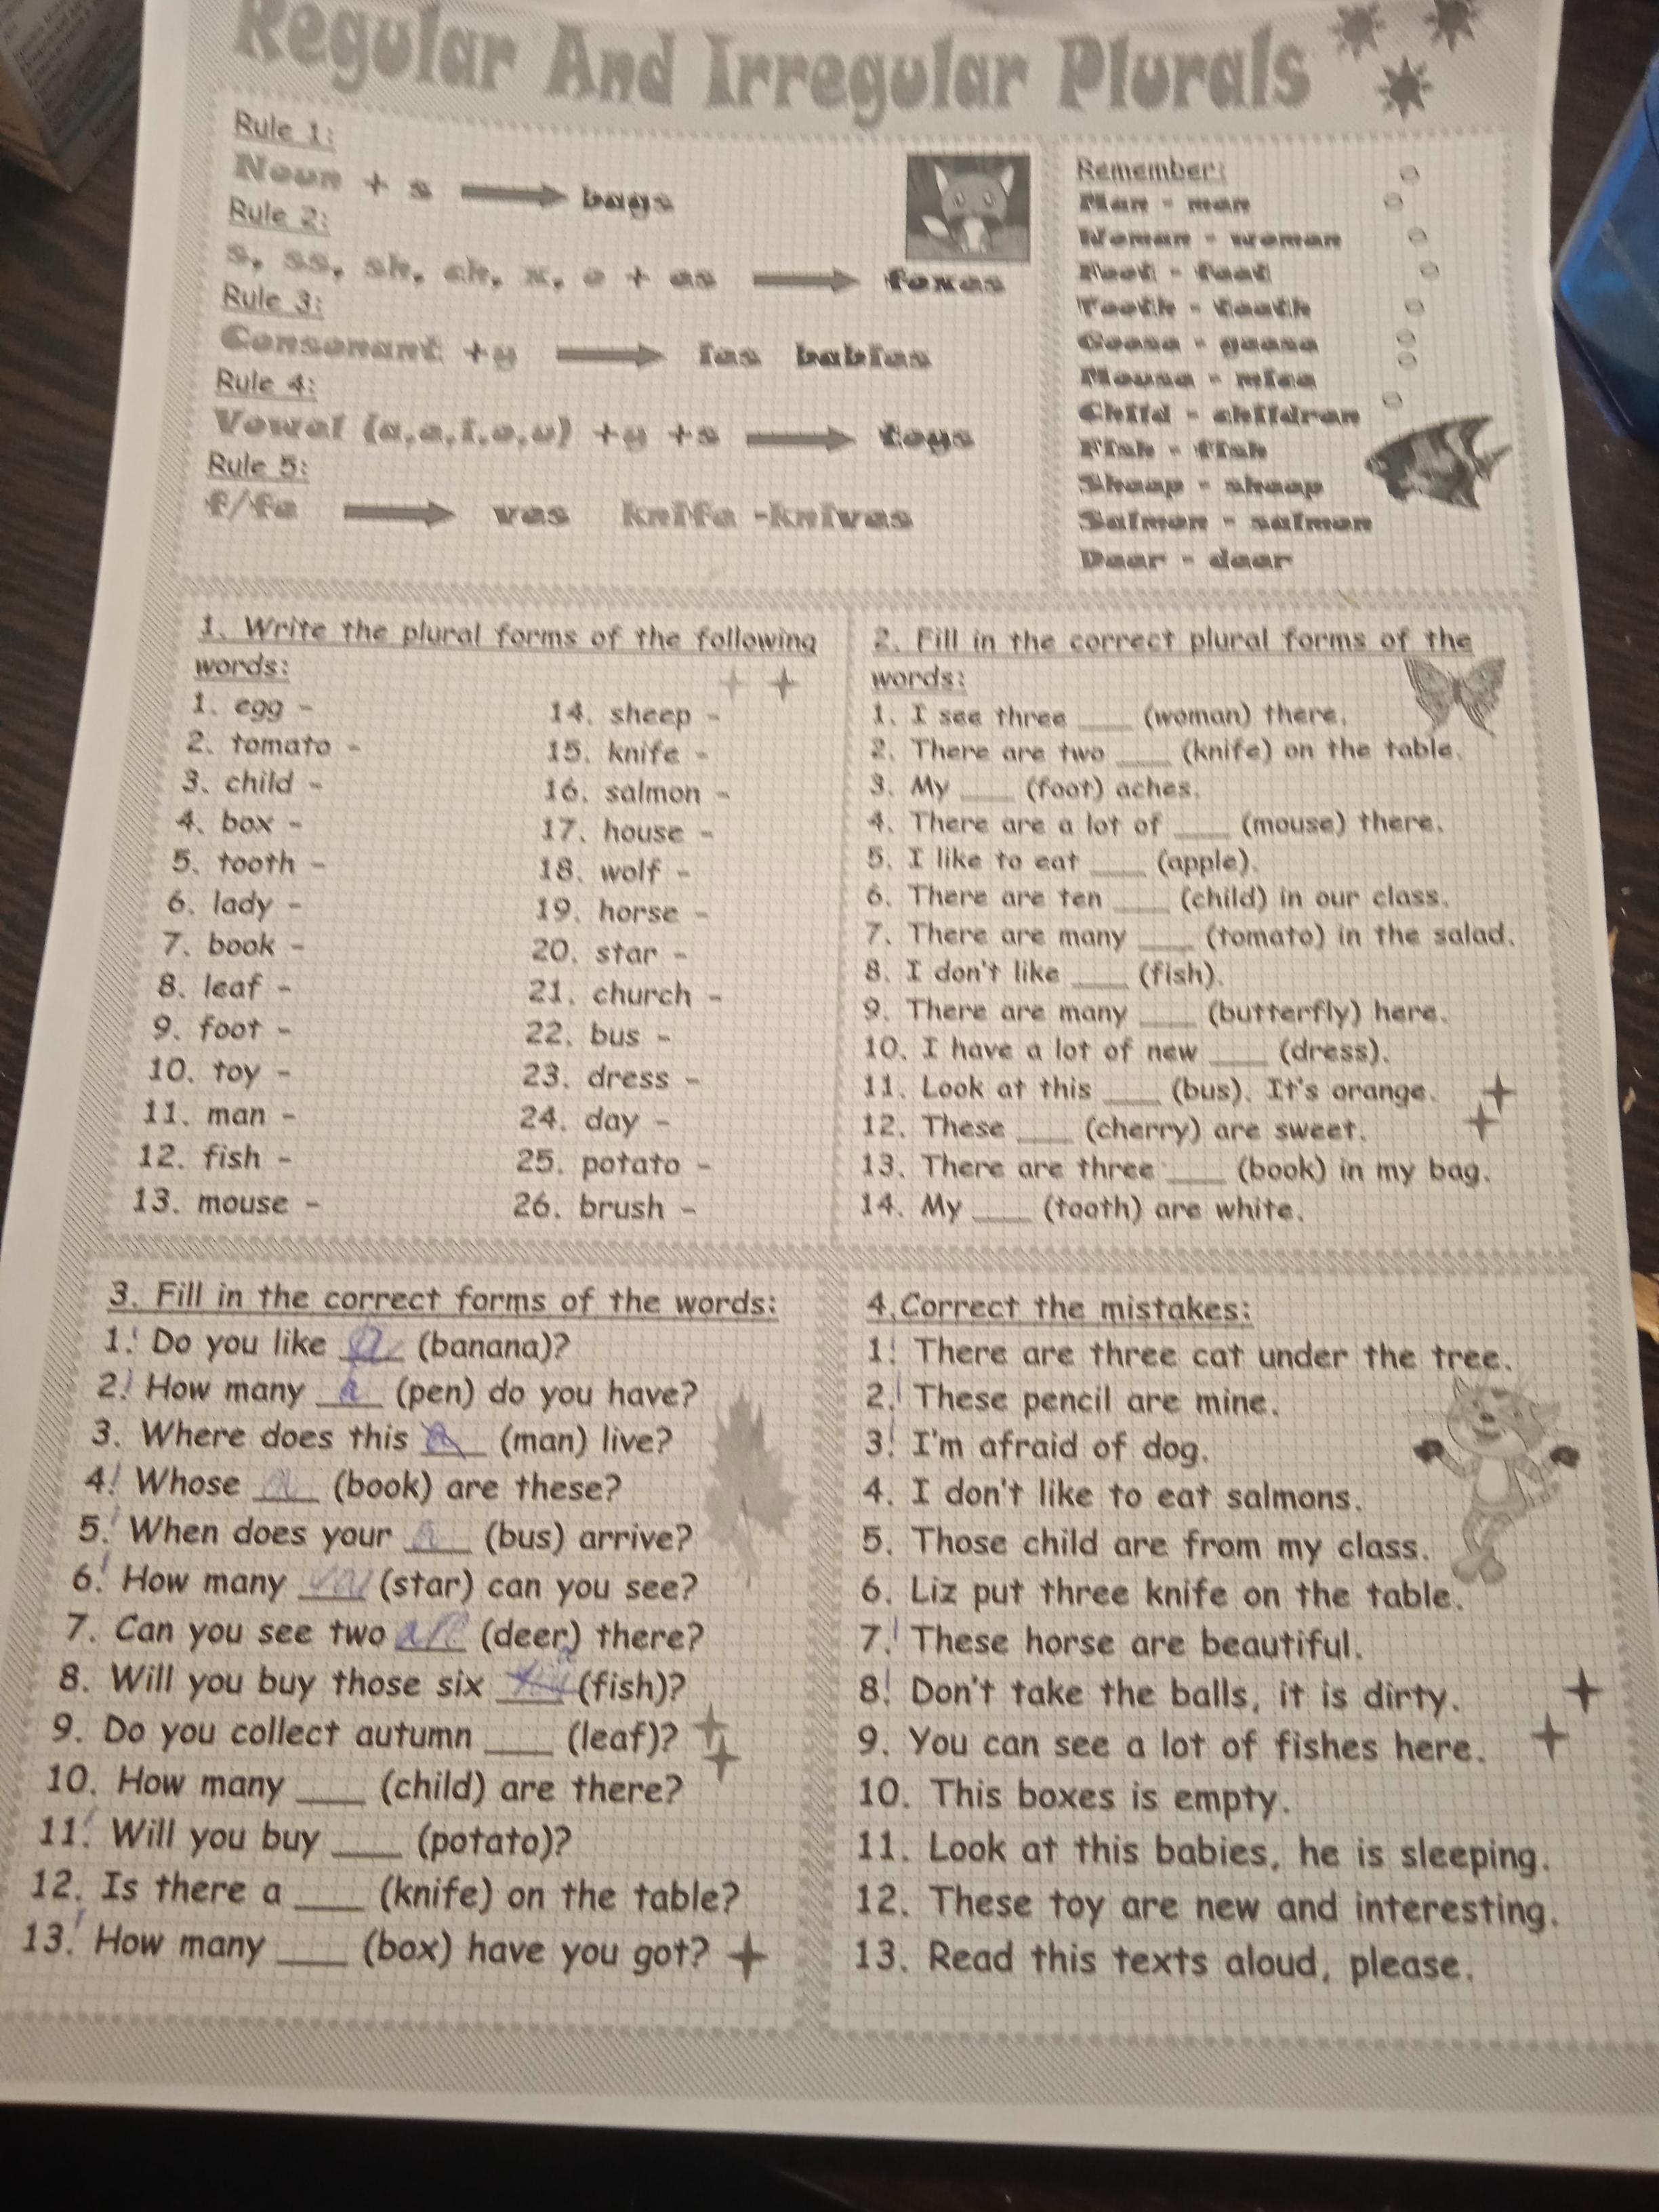 Regular And Irregular Plurals
Rule 1:
Noun + s bags
Rule 2:
s, ss, sh, ch, x, o + es foxes
Rule 3:
Consonant +y ies babies
Rule 4:
Vowel (a,e,i,o,u) +y +s toys
Rule 5:
f/fe ves knife -knives
Remember:
Man - men
Woman - women
Foot - feet
Tooth - teeth
Goose - geese
Mouse - mice
Child - children
Fish - fish
Sheep - sheep
Salmon - salmon
Deer - deer
1. Write the plural forms of the following
words:
1. egg -
2. tomato -
3. child -
4. box -
5. tooth -
6. lady -
7. book -
8. leaf -
9. foot -
10. toy -
11. man -
12. fish -
13. mouse -
14. sheep -
15. knife -
16. salmon -
17. house -
18. wolf -
19. horse -
20. star -
21. church -
22. bus -
23. dress -
24. day -
25. potato -
26. brush -
2. Fill in the correct plural forms of the
words:
1. I see three ____ (woman) there.
2. There are two ____ (knife) on the table.
3. My ____ (foot) aches.
4. There are a lot of ____ (mouse) there.
5. I like to eat ____ (apple).
6. There are ten ____ (child) in our class.
7. There are many ____ (tomato) in the salad.
8. I don't like ____ (fish).
9. There are many ____ (butterfly) here.
10. I have a lot of new ____ (dress).
11. Look at this ____ (bus). It's orange.
12. These ____ (cherry) are sweet.
13. There are three ____ (book) in my bag.
14. My ____ (tooth) are white.
3. Fill in the correct forms of the words:
1. Do you like a (banana)?
2. How many a (pen) do you have?
3. Where does this ____ (man) live?
4. Whose a (book) are these?
5. When does your a (bus) arrive?
6. How many ____ (star) can you see?
7. Can you see two are (deer) there?
8. Will you buy those six ____ (fish)?
9. Do you collect autumn ____ (leaf)?
10. How many ____ (child) are there?
11. Will you buy ____ (potato)?
12. Is there a ____ (knife) on the table?
13. How many ____ (box) have you got?
4.Correct the mistakes:
1. There are three cat under the tree.
2. These pencil are mine.
3. I'm afraid of dog.
4. I don't like to eat salmons.
5. Those child are from my class.
6. Liz put three knife on the table.
7. These horse are beautiful.
8. Don't take the balls, it is dirty.
9. You can see a lot of fishes here.
10. This boxes is empty.
11. Look at this babies, he is sleeping.
12. These toy are new and interesting.
13. Read this texts aloud, please.